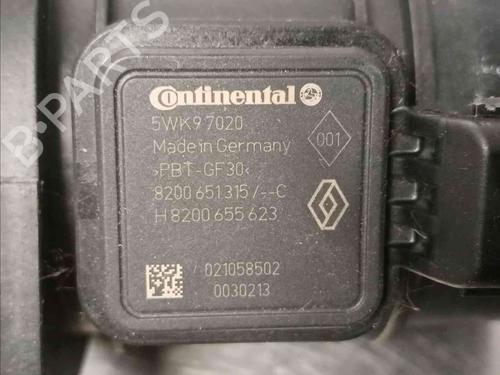 B-PARTS
Continental
5WK9 7020
Made in Germany
001
>PBT-GF30<
8200 651 315 / --C
H 8200 655 623
021058502
0030213